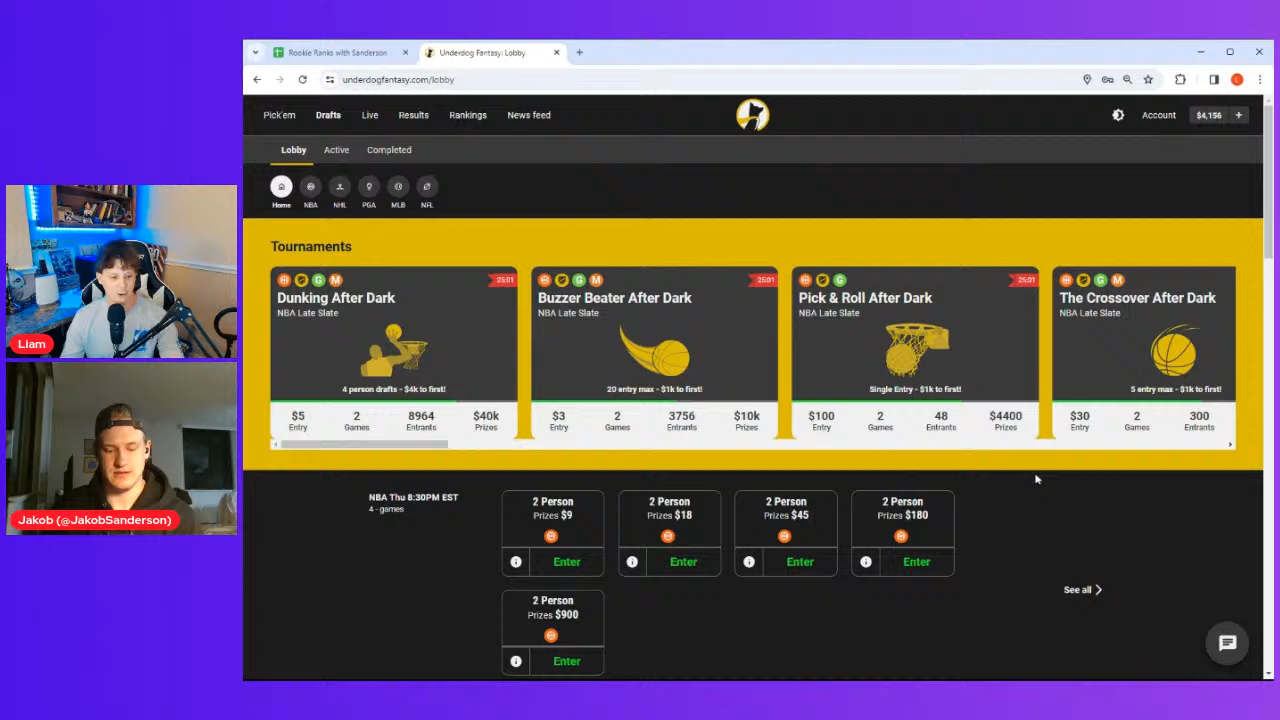 Rookie Ranks with Sanderson
Underdog Fantasy: Lobby
underdogfantasy.com/lobby
L
Pick'em
Drafts
Live
Results
Rankings
News feed
Account
$4,156
Lobby
Active
Completed
Home
NBA
NHL
PGA
MLB
NFL
Tournaments
G M
25:01
Dunking After Dark
NBA Late Slate
4 person drafts - $4k to first!
$5 2 8964 $40k
Entry Games Entrants Prizes
G M
25:01
Buzzer Beater After Dark
NBA Late Slate
20 entry max - $1k to first!
$3 2 3756 $10k
Entry Games Entrants Prizes
G
25:01
Pick & Roll After Dark
NBA Late Slate
Single Entry - $1k to first!
$100 2 48 $4400
Entry Games Entrants Prizes
G M
The Crossover After Dark
NBA Late Slate
5 entry max - $1k to first!
$30 2 300
Entry Games Entrants
NBA Thu 8:30PM EST
4 - games
2 Person
Prizes $9
Enter
2 Person
Prizes $18
Enter
2 Person
Prizes $45
Enter
2 Person
Prizes $180
Enter
2 Person
Prizes $900
Enter
See all
Liam
Jakob (@JakobSanderson)